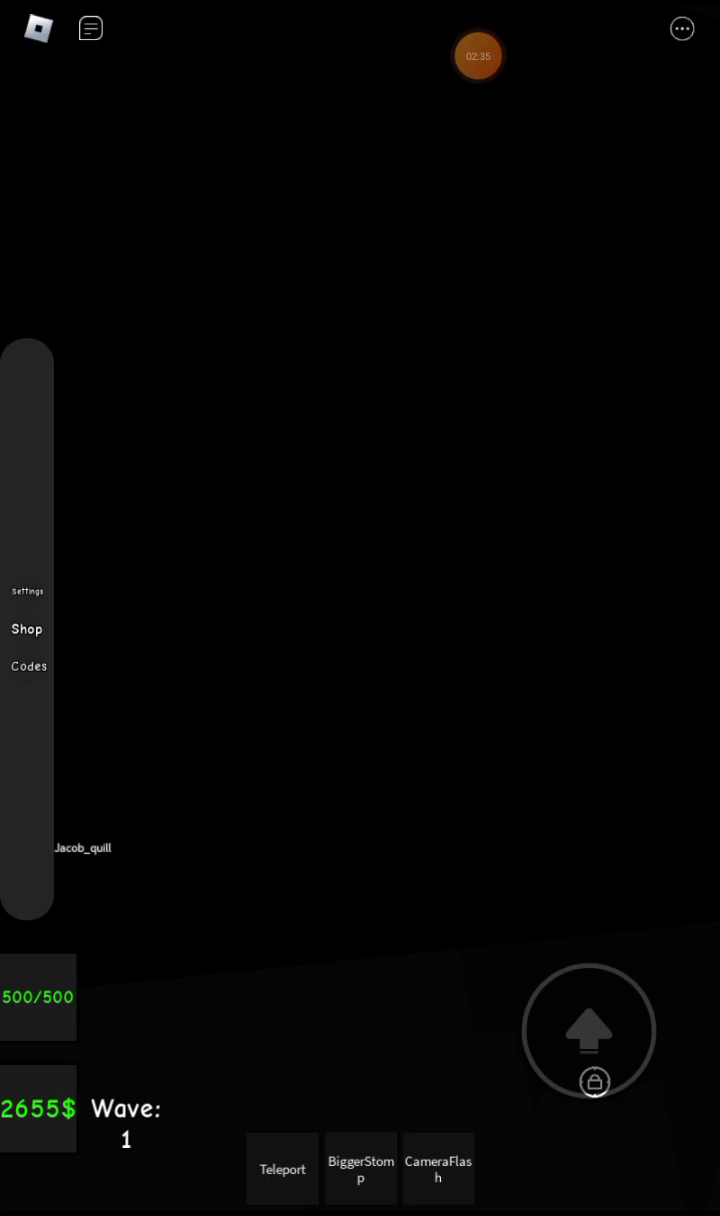 02:35
Settings
Shop
Codes
Jacob_quill
500/500
2655$
Wave:
1
Teleport
BiggerStom
p
CameraFlas
h